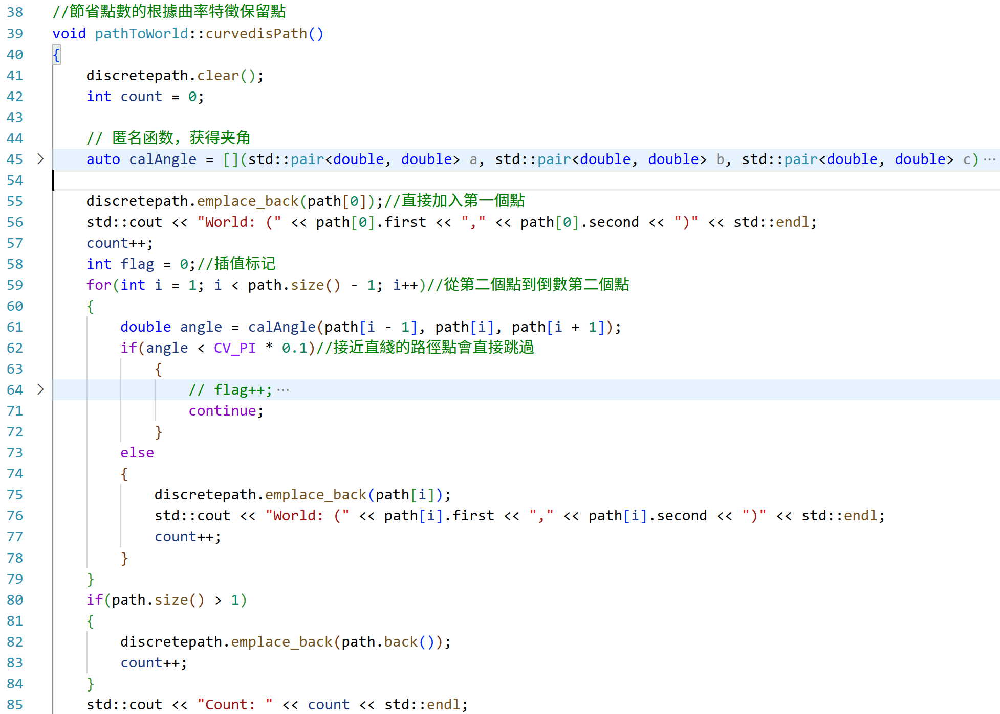 38 //節省點數的根據曲率特徵保留點
39 void pathToWorld::curvedisPath()
40 {
41     discretepath.clear();
42     int count = 0;
43
44     // 匿名函数，获得夹角
45 >   auto calAngle = [](std::pair<double, double> a, std::pair<double, double> b, std::pair<double, double> c)⋯
54
55     discretepath.emplace_back(path[0]);//直接加入第一個點
56     std::cout << "World: (" << path[0].first << "," << path[0].second << ")" << std::endl;
57     count++;
58     int flag = 0;//插值标记
59     for(int i = 1; i < path.size() - 1; i++)//從第二個點到倒數第二個點
60     {
61         double angle = calAngle(path[i - 1], path[i], path[i + 1]);
62         if(angle < CV_PI * 0.1)//接近直綫的路徑點會直接跳過
63             {
64 >               // flag++;⋯
71                 continue;
72             }
73         else
74         {
75             discretepath.emplace_back(path[i]);
76             std::cout << "World: (" << path[i].first << "," << path[i].second << ")" << std::endl;
77             count++;
78         }
79     }
80     if(path.size() > 1)
81     {
82         discretepath.emplace_back(path.back());
83         count++;
84     }
85     std::cout << "Count: " << count << std::endl;